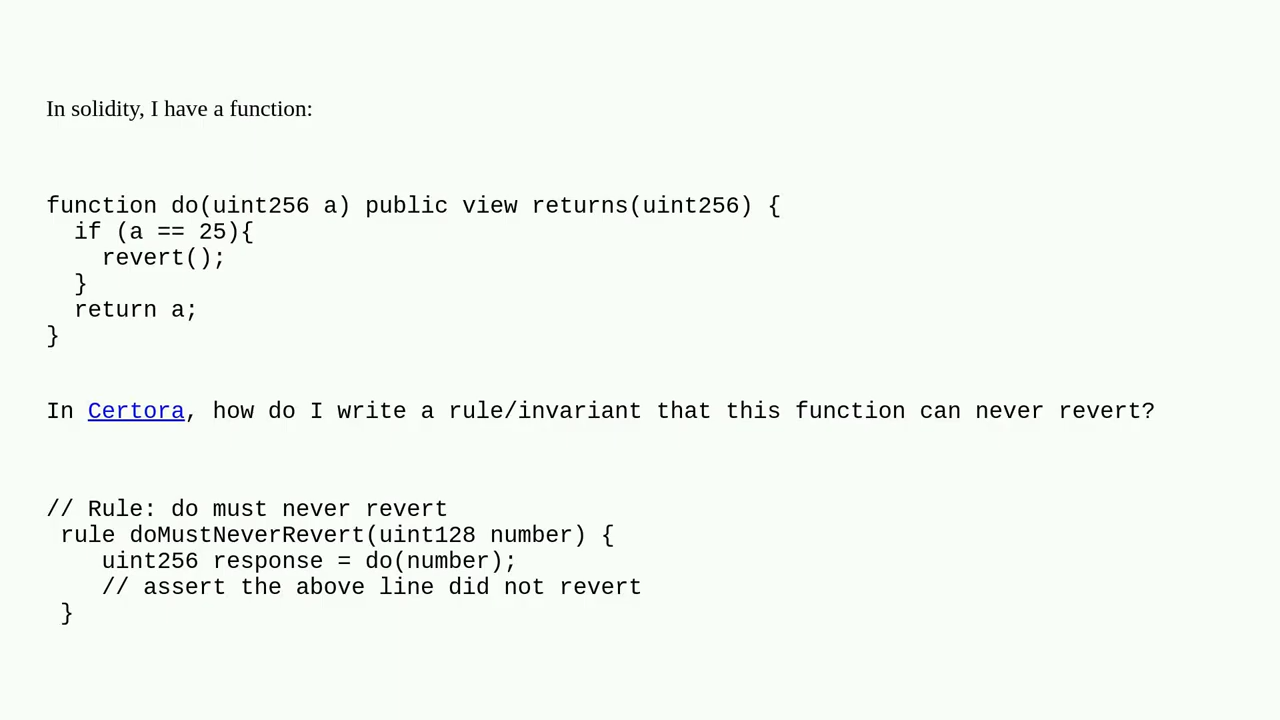 In solidity, I have a function:
function do(uint256 a) public view returns(uint256) {
  if (a == 25){
    revert();
  }
  return a;
}
In Certora, how do I write a rule/invariant that this function can never revert?
// Rule: do must never revert
 rule doMustNeverRevert(uint128 number) {
    uint256 response = do(number);
    // assert the above line did not revert
 }